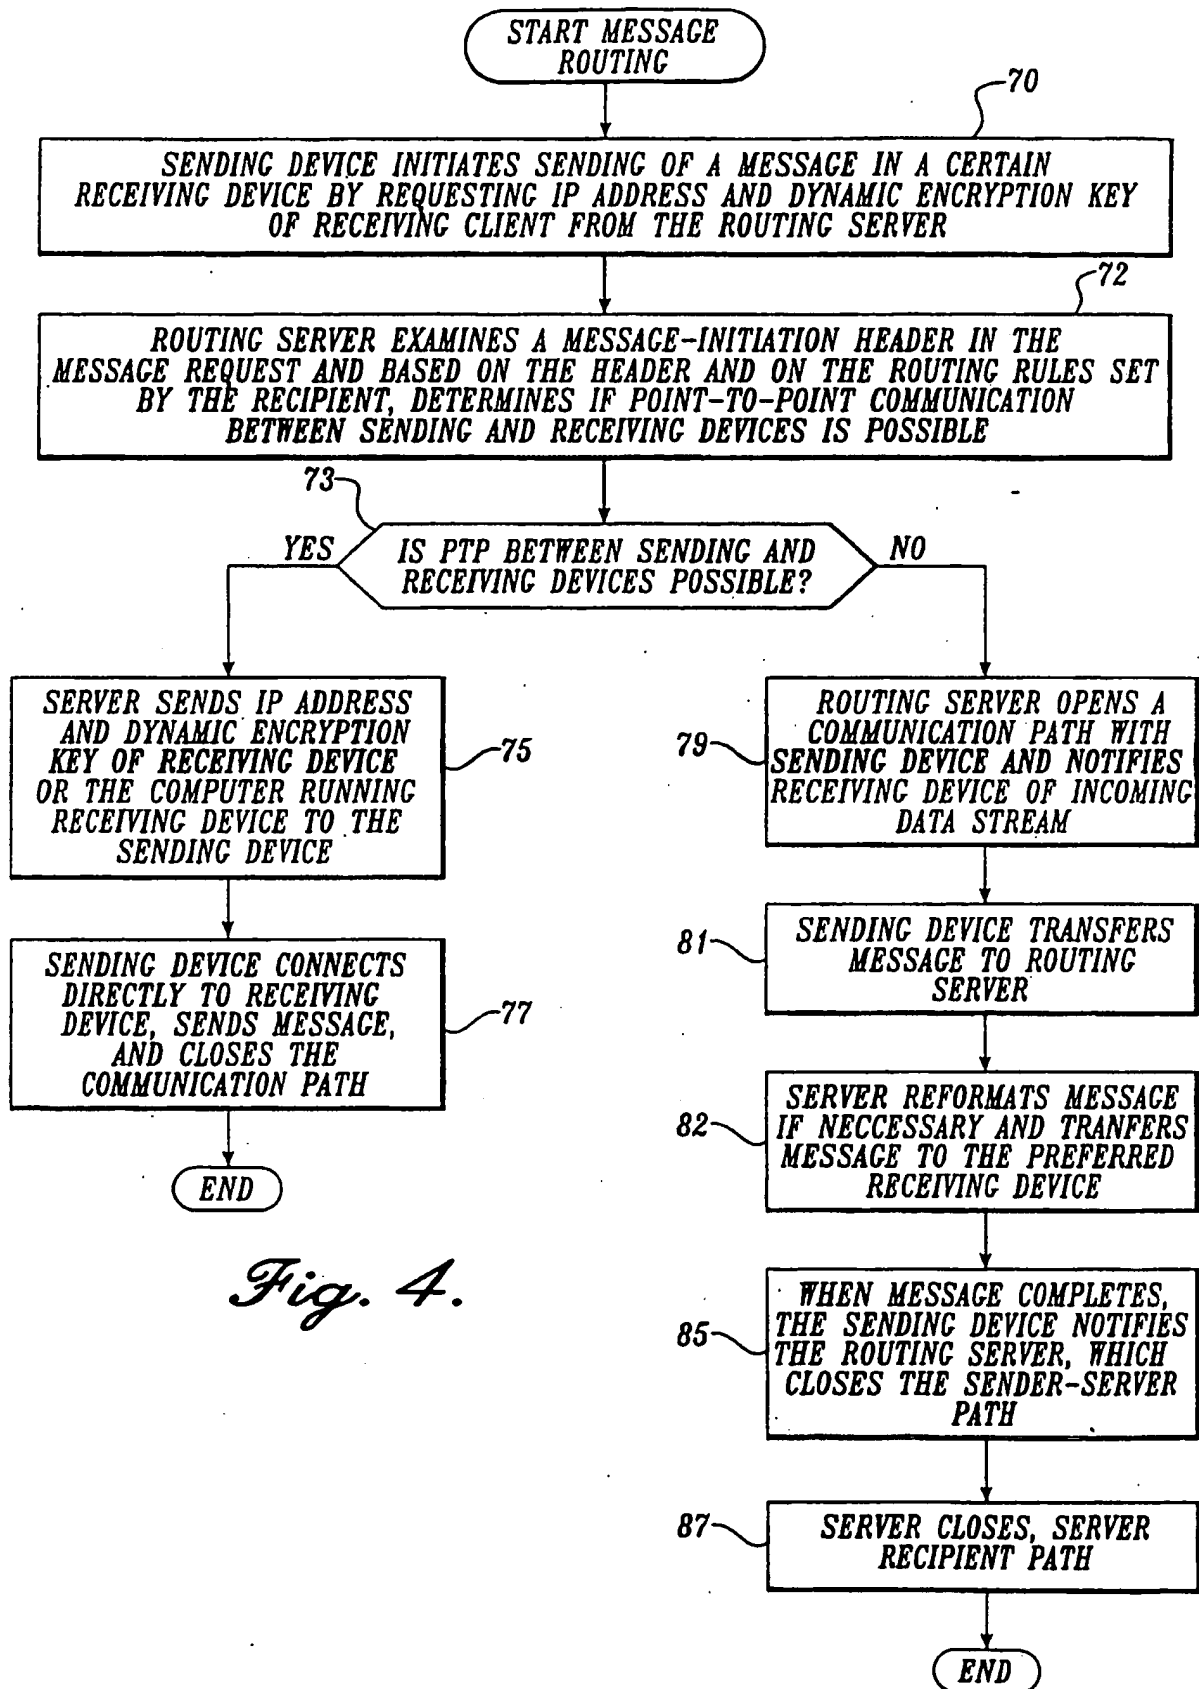 START MESSAGE
ROUTING
70
SENDING DEVICE INITIATES SENDING OF A MESSAGE IN A CERTAIN
RECEIVING DEVICE BY REQUESTING IP ADDRESS AND DYNAMIC ENCRYPTION KEY
OF RECEIVING CLIENT FROM THE ROUTING SERVER
72
ROUTING SERVER EXAMINES A MESSAGE-INITIATION HEADER IN THE
MESSAGE REQUEST AND BASED ON THE HEADER AND ON THE ROUTING RULES SET
BY THE RECIPIENT, DETERMINES IF POINT-TO-POINT COMMUNICATION
BETWEEN SENDING AND RECEIVING DEVICES IS POSSIBLE
73
YES
IS PTP BETWEEN SENDING AND
RECEIVING DEVICES POSSIBLE?
NO
SERVER SENDS IP ADDRESS
AND DYNAMIC ENCRYPTION
KEY OF RECEIVING DEVICE
OR THE COMPUTER RUNNING
RECEIVING DEVICE TO THE
SENDING DEVICE
75
SENDING DEVICE CONNECTS
DIRECTLY TO RECEIVING
DEVICE, SENDS MESSAGE,
AND CLOSES THE
COMMUNICATION PATH
77
END
79
ROUTING SERVER OPENS A
COMMUNICATION PATH WITH
SENDING DEVICE AND NOTIFIES
RECEIVING DEVICE OF INCOMING
DATA STREAM
81
SENDING DEVICE TRANSFERS
MESSAGE TO ROUTING
SERVER
82
SERVER REFORMATS MESSAGE
IF NECCESSARY AND TRANFERS
MESSAGE TO THE PREFERRED
RECEIVING DEVICE
85
WHEN MESSAGE COMPLETES,
THE SENDING DEVICE NOTIFIES
THE ROUTING SERVER, WHICH
CLOSES THE SENDER-SERVER
PATH
87
SERVER CLOSES, SERVER
RECIPIENT PATH
END
Fig. 4.